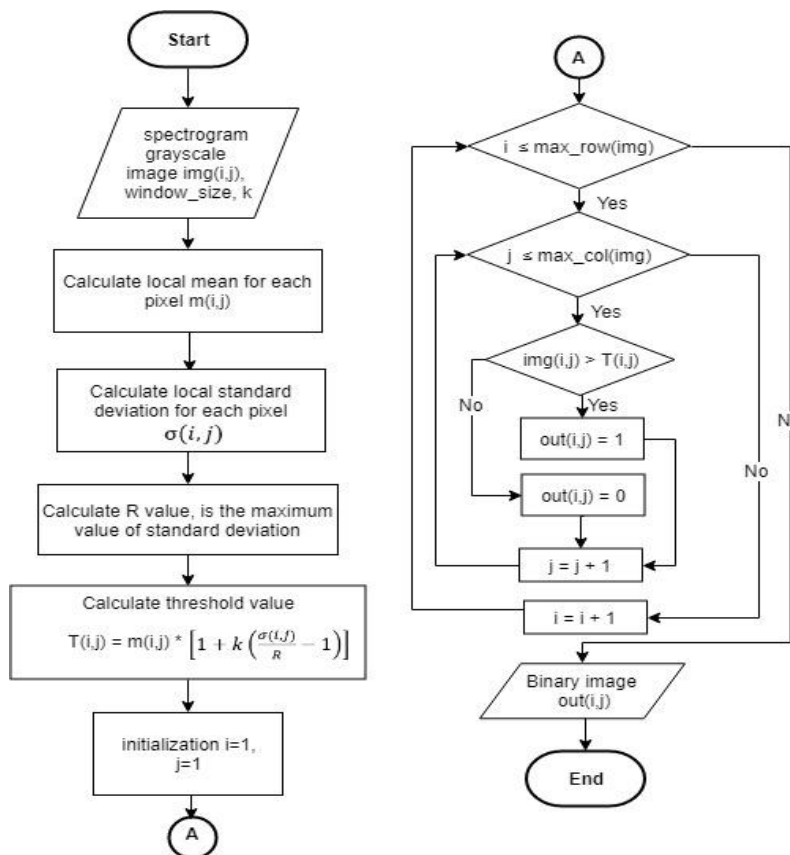 Start
spectrogram
grayscale
image img(i,j),
window_size, k
Calculate local mean for each
pixel m(i,j)
Calculate local standard
deviation for each pixel
σ(i, j)
Calculate R value, is the maximum
value of standard deviation
Calculate threshold value
T(i,j) = m(i,j) * [1 + k (σ(i,j)/R − 1)]
initialization i=1,
j=1
A
A
i ≤ max_row(img)
Yes
j ≤ max_col(img)
Yes
img(i,j) > T(i,j)
No
Yes
N
out(i,j) = 1
No
out(i,j) = 0
j = j + 1
i = i + 1
Binary image
out(i,j)
End